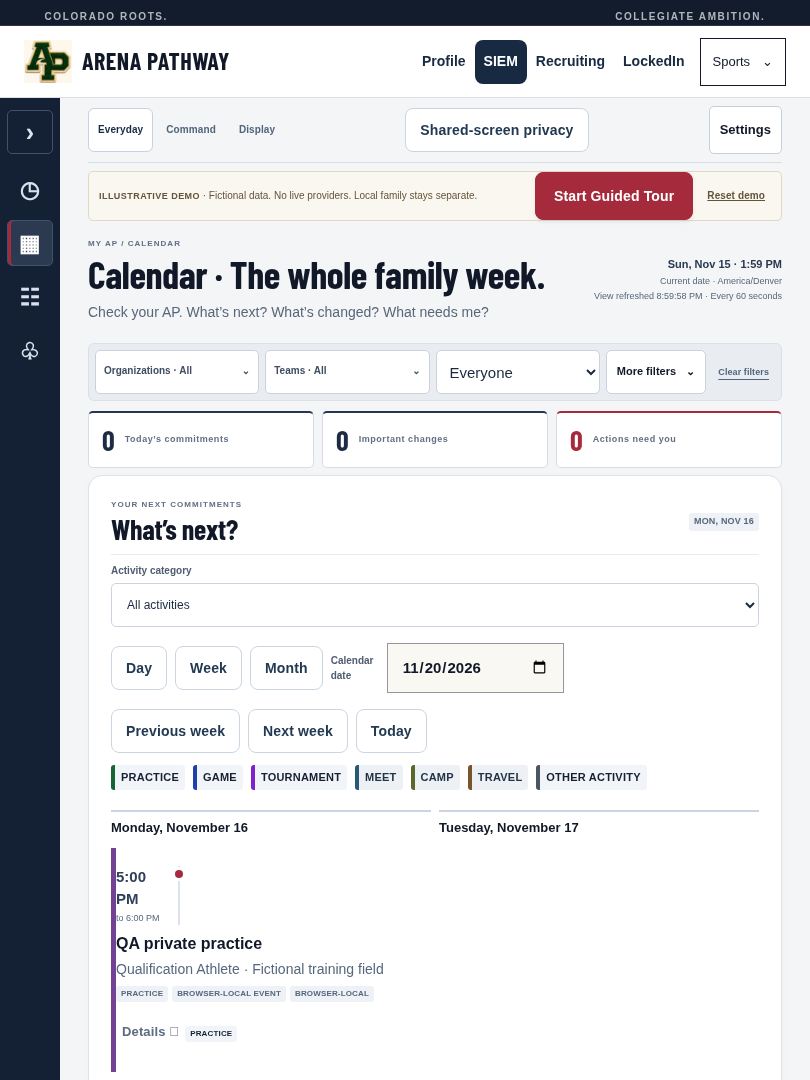 COLORADO ROOTS. COLLEGIATE AMBITION.
AP ARENA PATHWAY Profile SIEM Recruiting LockedIn Sports
Everyday Command Display Shared-screen privacy Settings
ILLUSTRATIVE DEMO · Fictional data. No live providers. Local family stays separate. Start Guided Tour Reset demo
MY AP / CALENDAR
Calendar · The whole family week.
Check your AP. What's next? What's changed? What needs me?
Sun, Nov 15 · 1:59 PM
Current date · America/Denver
View refreshed 8:59:58 PM · Every 60 seconds
Organizations · All Teams · All Everyone More filters Clear filters
0 Today's commitments 0 Important changes 0 Actions need you
YOUR NEXT COMMITMENTS
What's next? MON, NOV 16
Activity category
All activities
Day Week Month Calendar date 11/20/2026
Previous week Next week Today
PRACTICE GAME TOURNAMENT MEET CAMP TRAVEL OTHER ACTIVITY
Monday, November 16 Tuesday, November 17
5:00
PM
to 6:00 PM
QA private practice
Qualification Athlete · Fictional training field
PRACTICE BROWSER-LOCAL EVENT BROWSER-LOCAL
Details PRACTICE